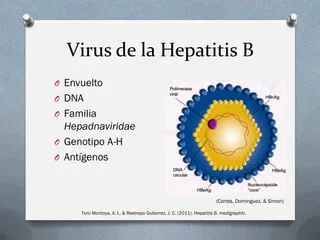 Virus de la Hepatitis B
Envuelto
DNA
Familia
Hepadnaviridae
Genotipo A-H
Antígenos
Polimerasa
viral
HBcAg
DNA
circular
HBsAg
HBeAg
Nucleocápside
"core"
(Cortes, Dominguez, & Simon)
Toro Montoya, A. I., & Restrepo Gutierrez, J. C. (2011). Hepatitis B. medigraphic.